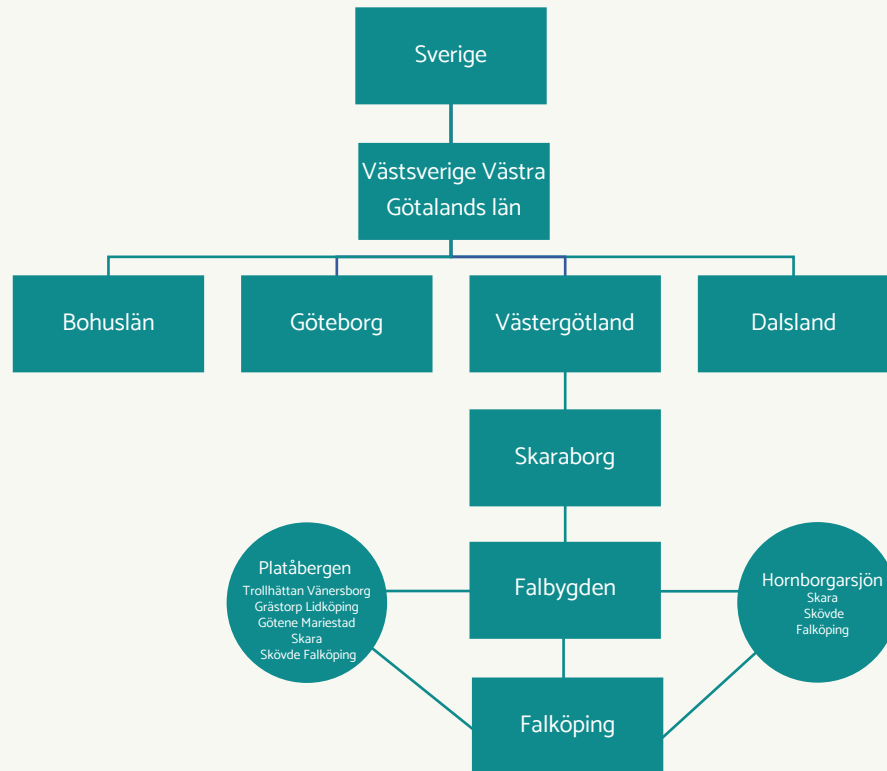 Sverige
Västsverige Västra
Götalands län
Bohuslän
Göteborg
Västergötland
Dalsland
Skaraborg
Platåbergen
Trollhättan Vänersborg
Grästorp Lidköping
Götene Mariestad
Skara
Skövde Falköping
Falbygden
Hornborgarsjön
Skara
Skövde
Falköping
Falköping